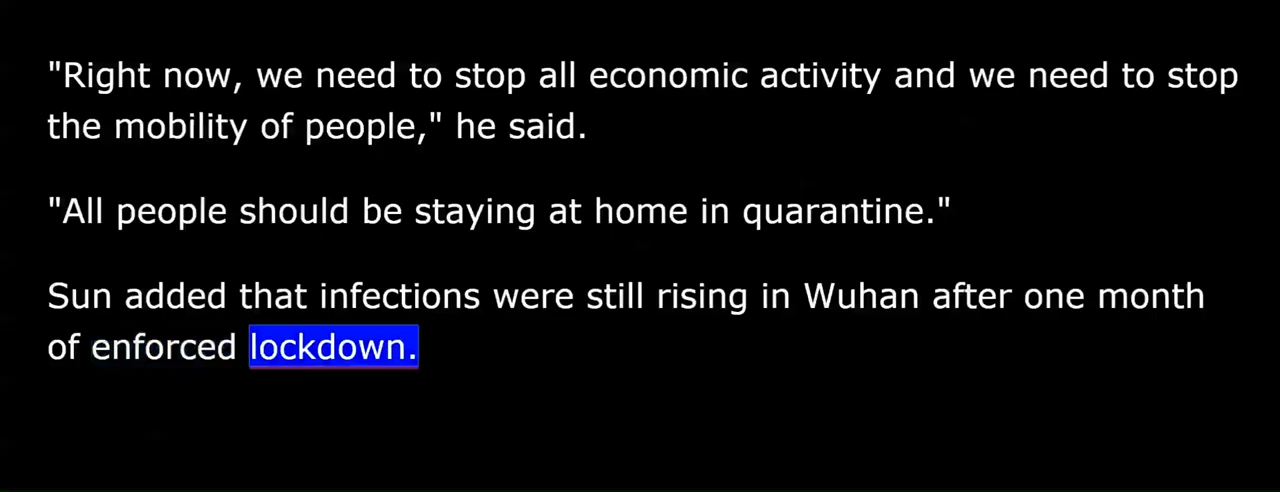 "Right now, we need to stop all economic activity and we need to stop
the mobility of people," he said.
"All people should be staying at home in quarantine."
Sun added that infections were still rising in Wuhan after one month
of enforced lockdown.